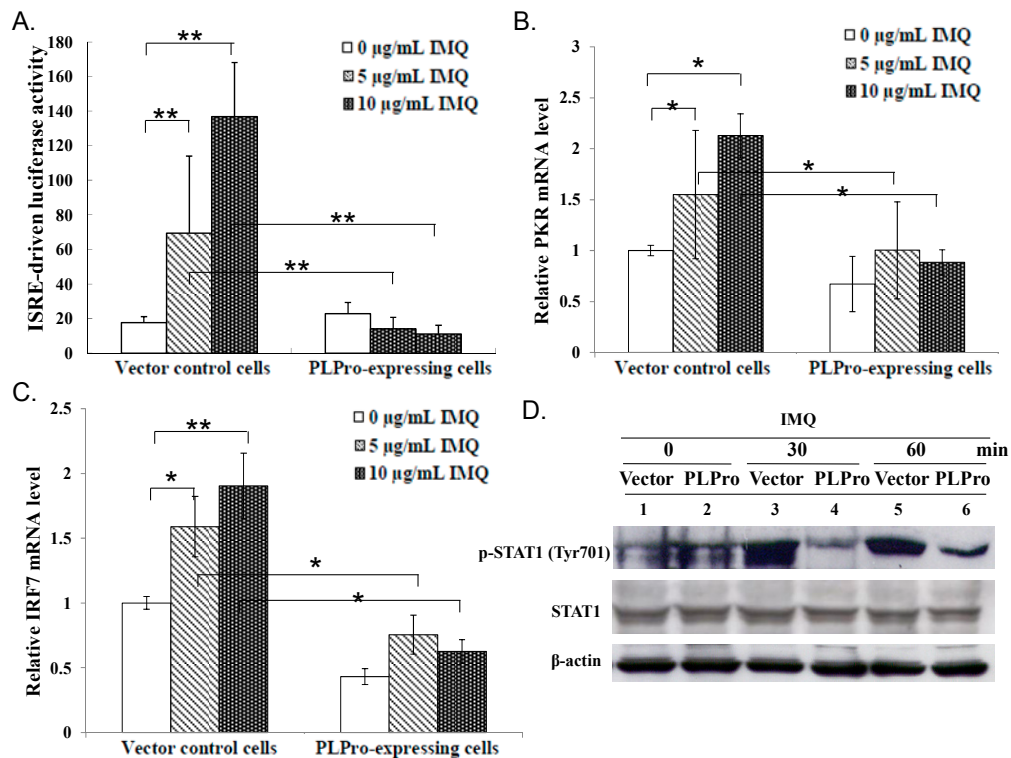 A.
ISRE-driven luciferase activity
180
160
140
120
100
80
60
40
20
0
**
**
**
**
0 µg/mL IMQ
5 µg/mL IMQ
10 µg/mL IMQ
Vector control cells
PLPro-expressing cells
B.
Relative PKR mRNA level
3
2.5
2
1.5
1
0.5
0
*
*
*
*
0 µg/mL IMQ
5 µg/mL IMQ
10 µg/mL IMQ
Vector control cells
PLPro-expressing cells
C.
Relative IRF7 mRNA level
2.5
2
1.5
1
0.5
0
**
*
*
*
0 µg/mL IMQ
5 µg/mL IMQ
10 µg/mL IMQ
Vector control cells
PLPro-expressing cells
D.
IMQ
0 30 60 min
Vector PLPro Vector PLPro Vector PLPro
1 2 3 4 5 6
p-STAT1 (Tyr701)
STAT1
β-actin